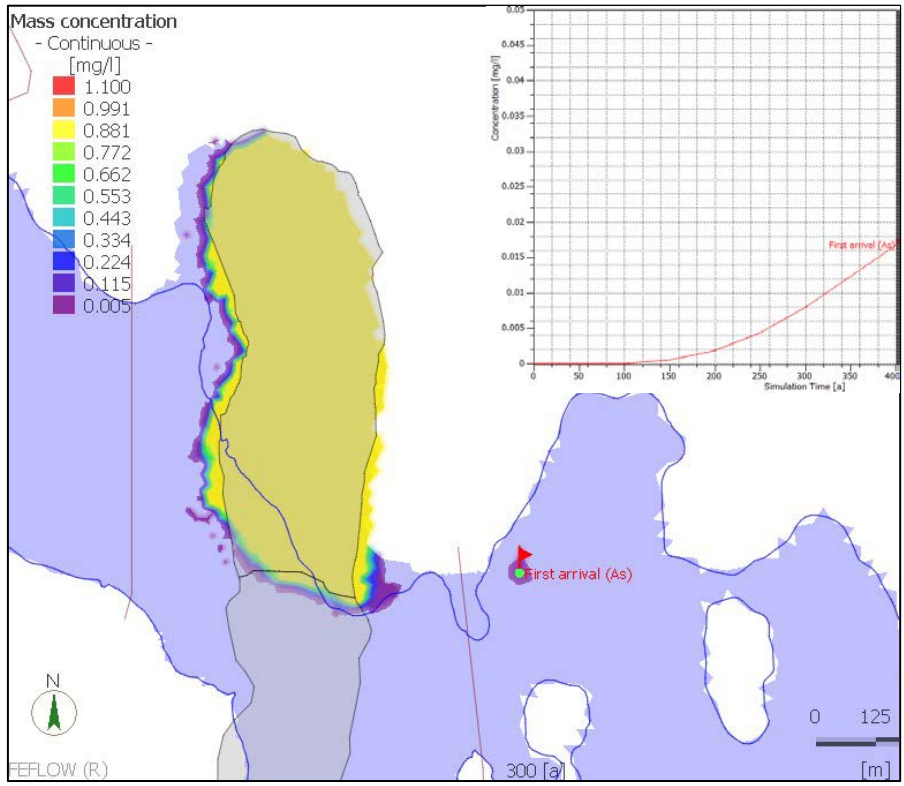 Mass concentration
- Continuous -
[mg/l]
1.100
0.991
0.881
0.772
0.662
0.553
0.443
0.334
0.224
0.115
0.005
Concentration [mg/l]
0.05
0.045
0.04
0.035
0.03
0.025
0.02
0.015
0.01
0.005
0
First arrival (As)
0 50 100 150 200 250 300 350 400
Simulation Time [a]
First arrival (As)
N
0 125
[m]
FEFLOW (R)
300 [a]